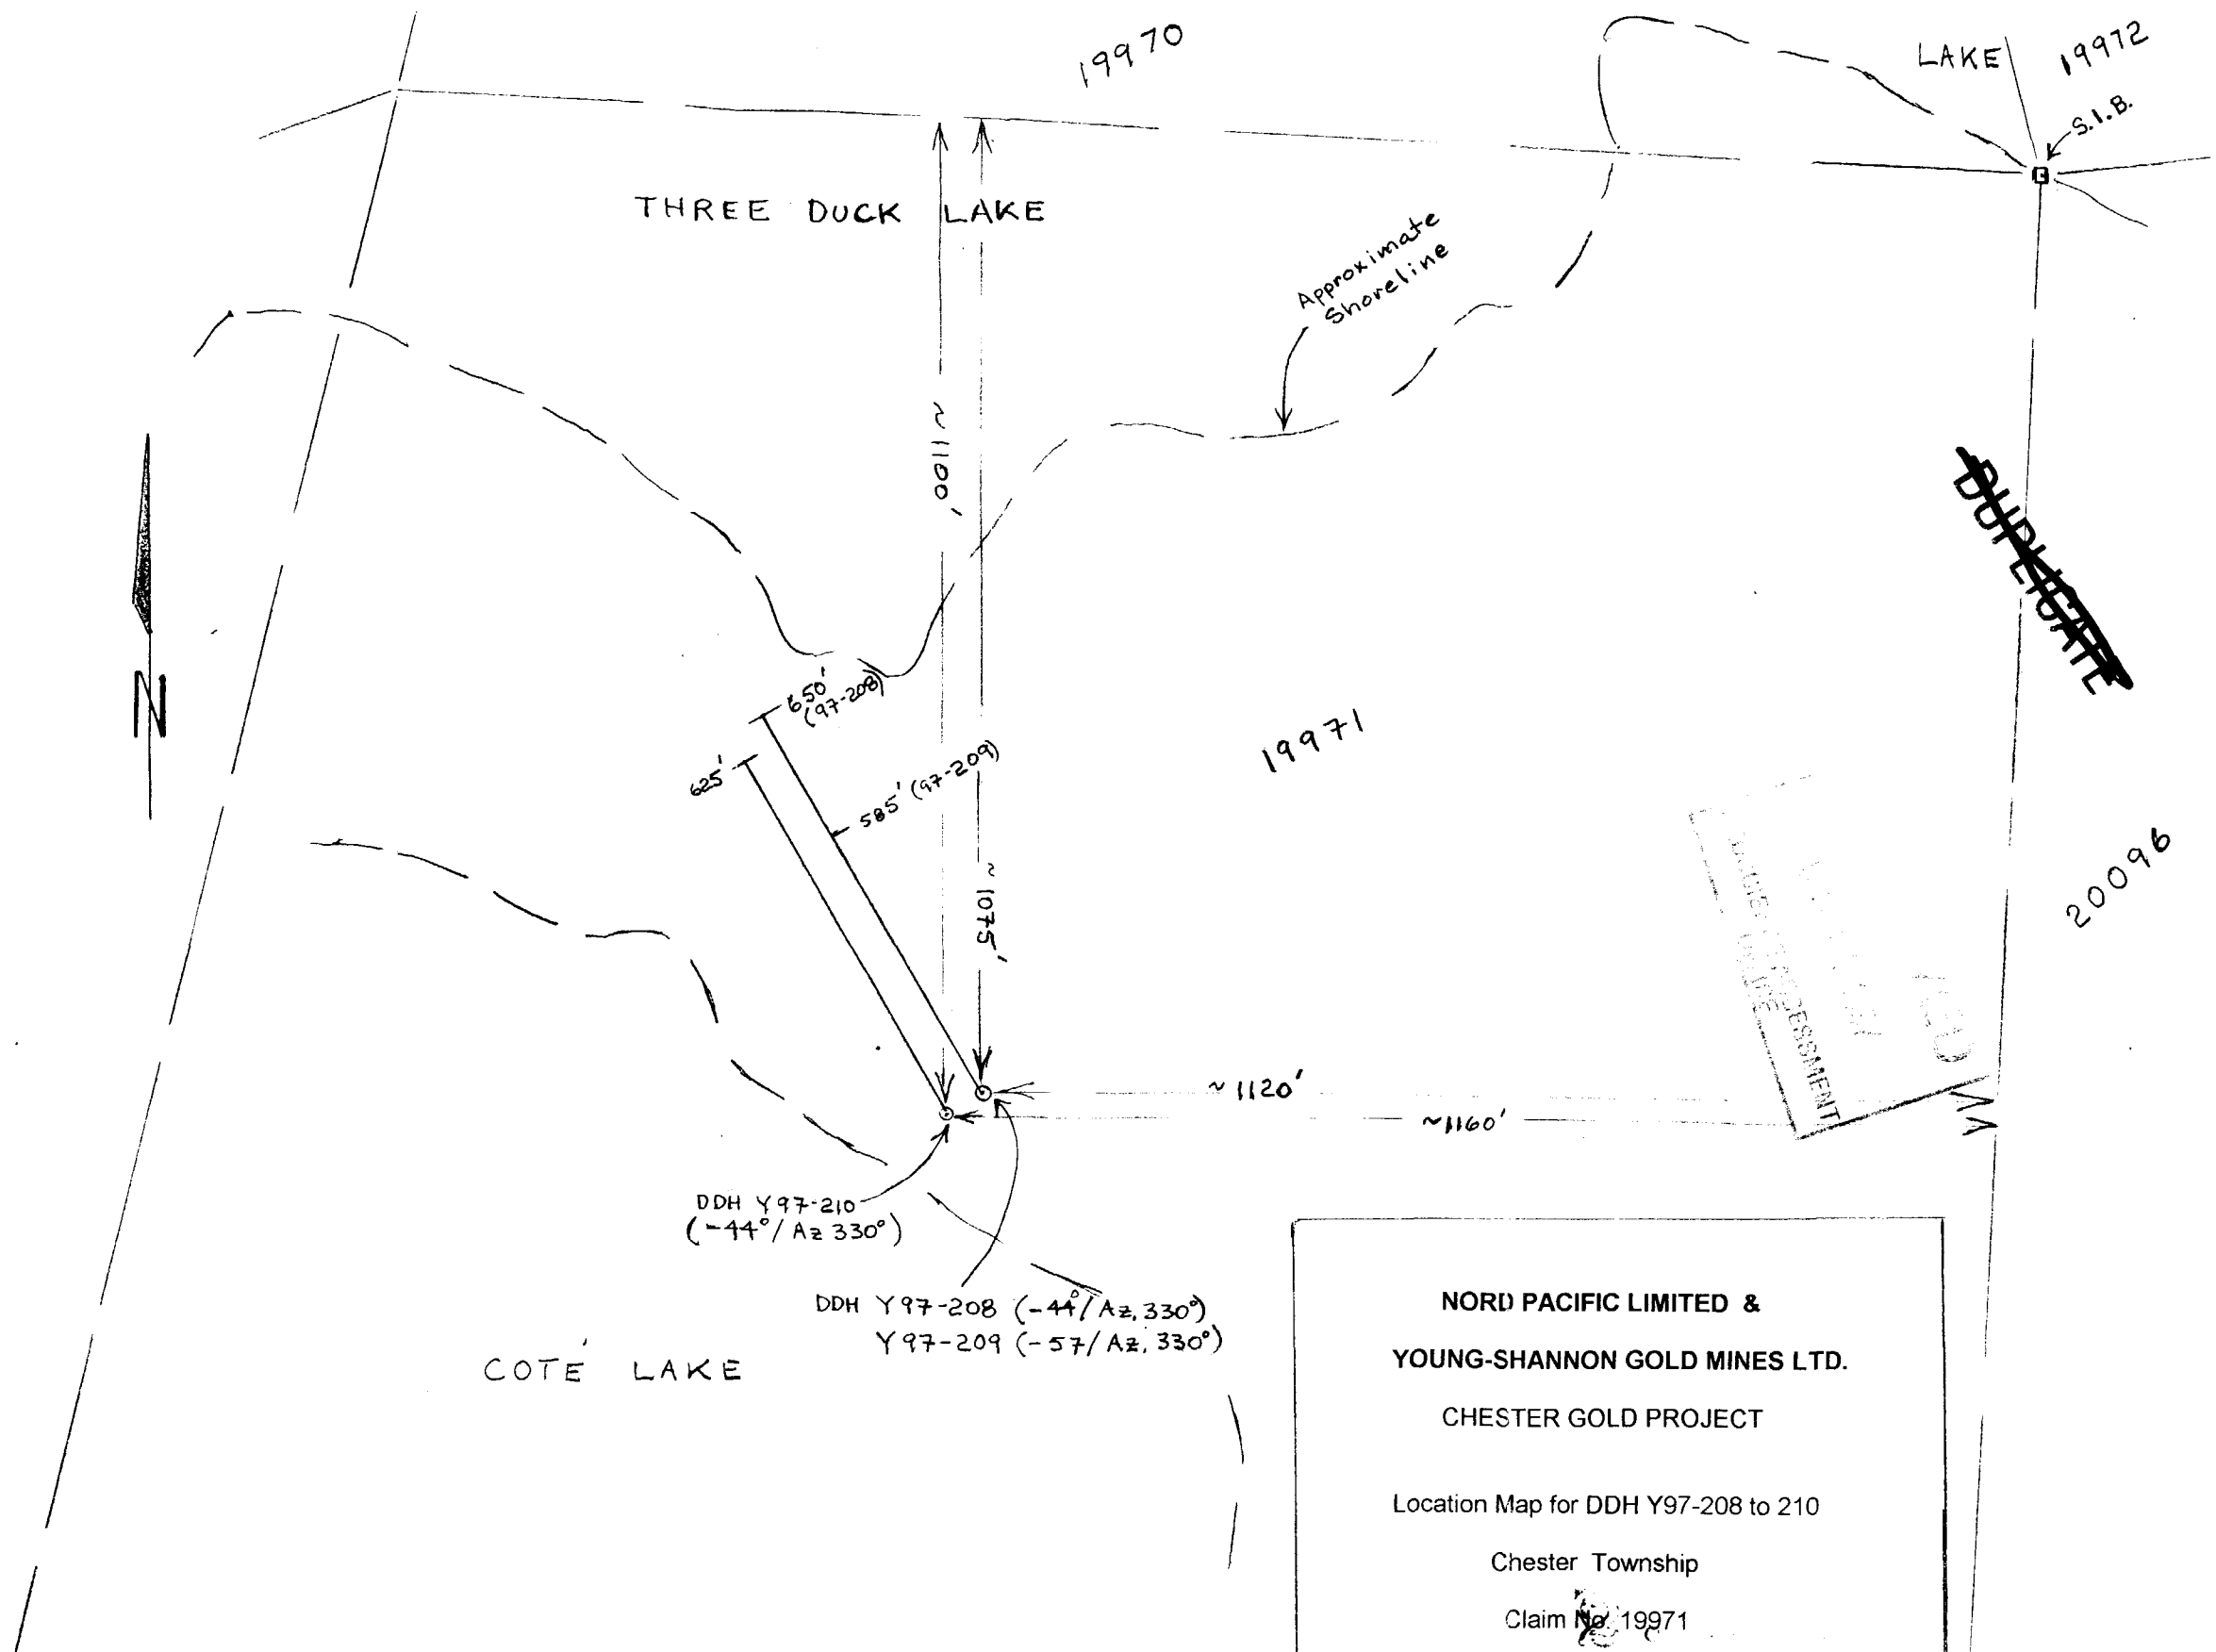 19970
LAKE
19972
S.I.B.
THREE DUCK LAKE
Approximate
Shoreline
~1100'
DUPLICATE
N
650'
(97-208)
625'
585' (97-209)
19971
~1075'
20096
ASSESSMENT
~1120'
~1160'
DDH Y97-210
(-44°/Az 330°)
DDH Y97-208 (-44°/Az. 330°)
Y97-209 (-57/Az. 330°)
COTÉ LAKE
NORD PACIFIC LIMITED &
YOUNG-SHANNON GOLD MINES LTD.
CHESTER GOLD PROJECT
Location Map for DDH Y97-208 to 210
Chester Township
Claim No. 19971